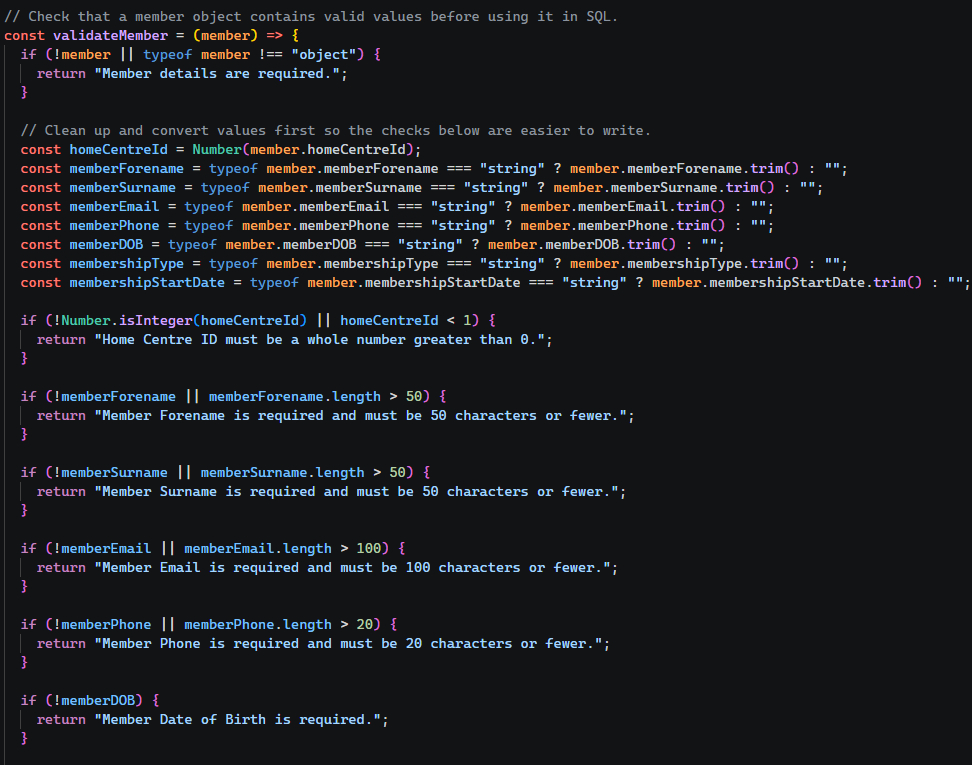 // Check that a member object contains valid values before using it in SQL.
const validateMember = (member) => {
if (!member || typeof member !== "object") {
return "Member details are required.";
}
// Clean up and convert values first so the checks below are easier to write.
const homeCentreId = Number(member.homeCentreId);
const memberForename = typeof member.memberForename === "string" ? member.memberForename.trim() : "";
const memberSurname = typeof member.memberSurname === "string" ? member.memberSurname.trim() : "";
const memberEmail = typeof member.memberEmail === "string" ? member.memberEmail.trim() : "";
const memberPhone = typeof member.memberPhone === "string" ? member.memberPhone.trim() : "";
const memberDOB = typeof member.memberDOB === "string" ? member.memberDOB.trim() : "";
const membershipType = typeof member.membershipType === "string" ? member.membershipType.trim() : "";
const membershipStartDate = typeof member.membershipStartDate === "string" ? member.membershipStartDate.trim() : "";
if (!Number.isInteger(homeCentreId) || homeCentreId < 1) {
return "Home Centre ID must be a whole number greater than 0.";
}
if (!memberForename || memberForename.length > 50) {
return "Member Forename is required and must be 50 characters or fewer.";
}
if (!memberSurname || memberSurname.length > 50) {
return "Member Surname is required and must be 50 characters or fewer.";
}
if (!memberEmail || memberEmail.length > 100) {
return "Member Email is required and must be 100 characters or fewer.";
}
if (!memberPhone || memberPhone.length > 20) {
return "Member Phone is required and must be 20 characters or fewer.";
}
if (!memberDOB) {
return "Member Date of Birth is required.";
}